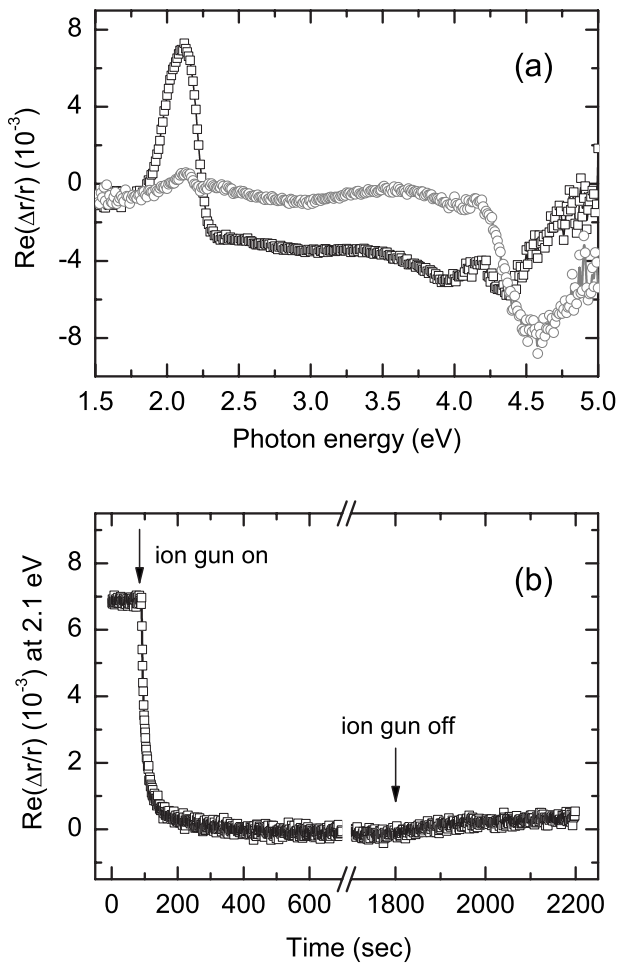 8
4
0
-4
-8
Re(Δr/r) (10⁻³)
(a)
1.5 2.0 2.5 3.0 3.5 4.0 4.5 5.0
Photon energy (eV)
8
6
4
2
0
Re(Δr/r) (10⁻³) at 2.1 eV
ion gun on
(b)
ion gun off
0 200 400 600 1800 2000 2200
Time (sec)